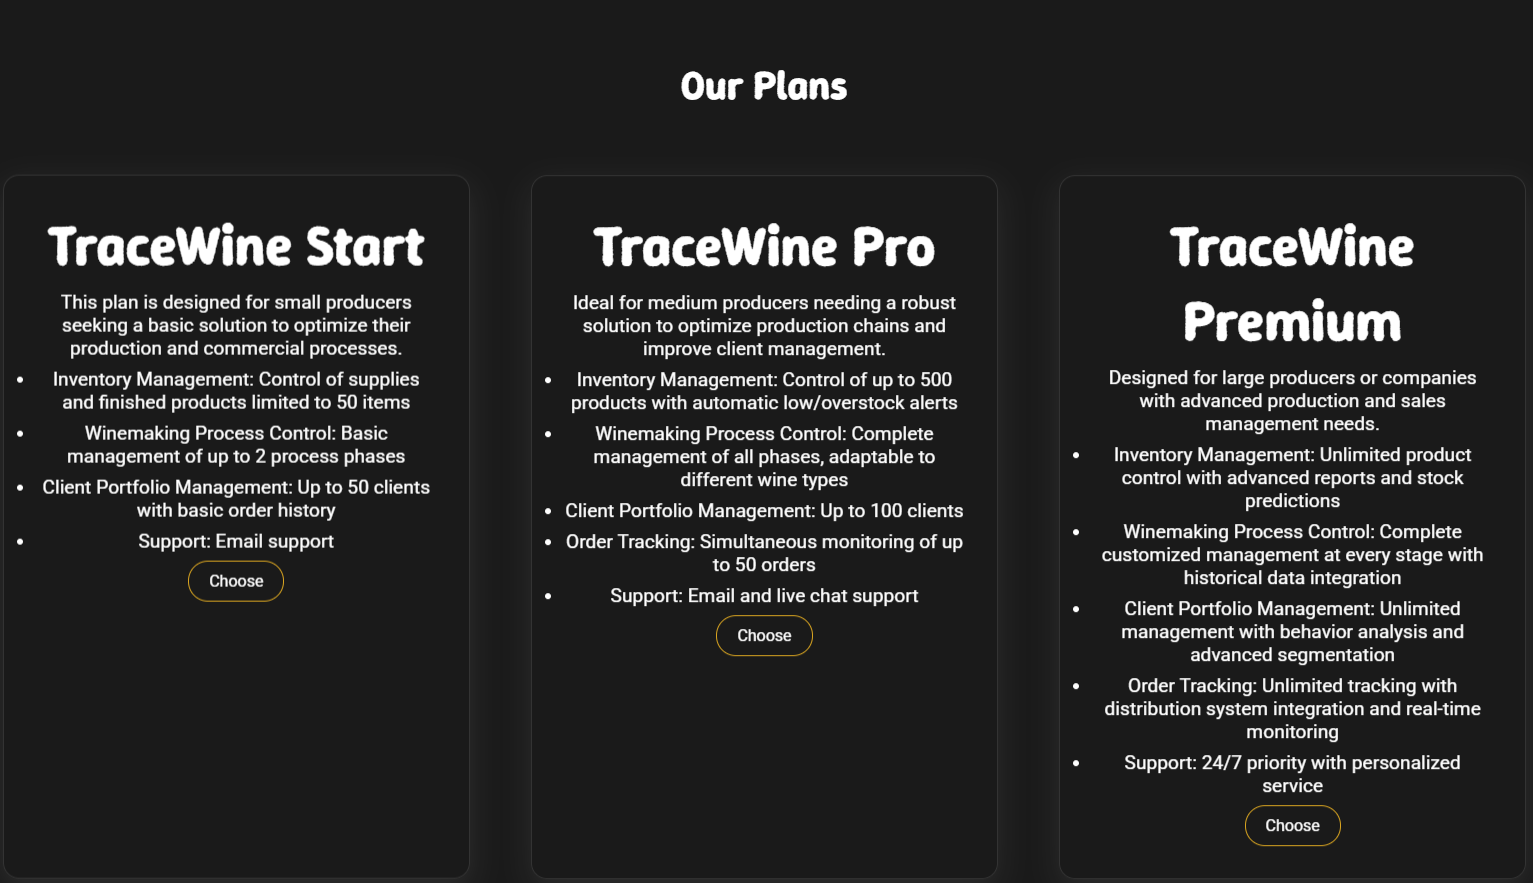 Our Plans
TraceWine Start
This plan is designed for small producers
seeking a basic solution to optimize their
production and commercial processes.
• Inventory Management: Control of supplies
and finished products limited to 50 items
• Winemaking Process Control: Basic
management of up to 2 process phases
• Client Portfolio Management: Up to 50 clients
with basic order history
• Support: Email support
Choose
TraceWine Pro
Ideal for medium producers needing a robust
solution to optimize production chains and
improve client management.
• Inventory Management: Control of up to 500
products with automatic low/overstock alerts
• Winemaking Process Control: Complete
management of all phases, adaptable to
different wine types
• Client Portfolio Management: Up to 100 clients
• Order Tracking: Simultaneous monitoring of up
to 50 orders
• Support: Email and live chat support
Choose
TraceWine
Premium
Designed for large producers or companies
with advanced production and sales
management needs.
• Inventory Management: Unlimited product
control with advanced reports and stock
predictions
• Winemaking Process Control: Complete
customized management at every stage with
historical data integration
• Client Portfolio Management: Unlimited
management with behavior analysis and
advanced segmentation
• Order Tracking: Unlimited tracking with
distribution system integration and real-time
monitoring
• Support: 24/7 priority with personalized
service
Choose